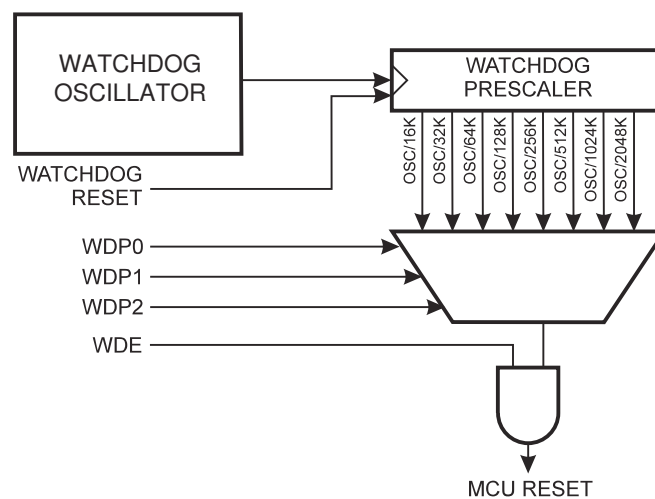 WATCHDOG
OSCILLATOR
WATCHDOG
PRESCALER
OSC/16K
OSC/32K
OSC/64K
OSC/128K
OSC/256K
OSC/512K
OSC/1024K
OSC/2048K
WATCHDOG
RESET
WDP0
WDP1
WDP2
WDE
MCU RESET